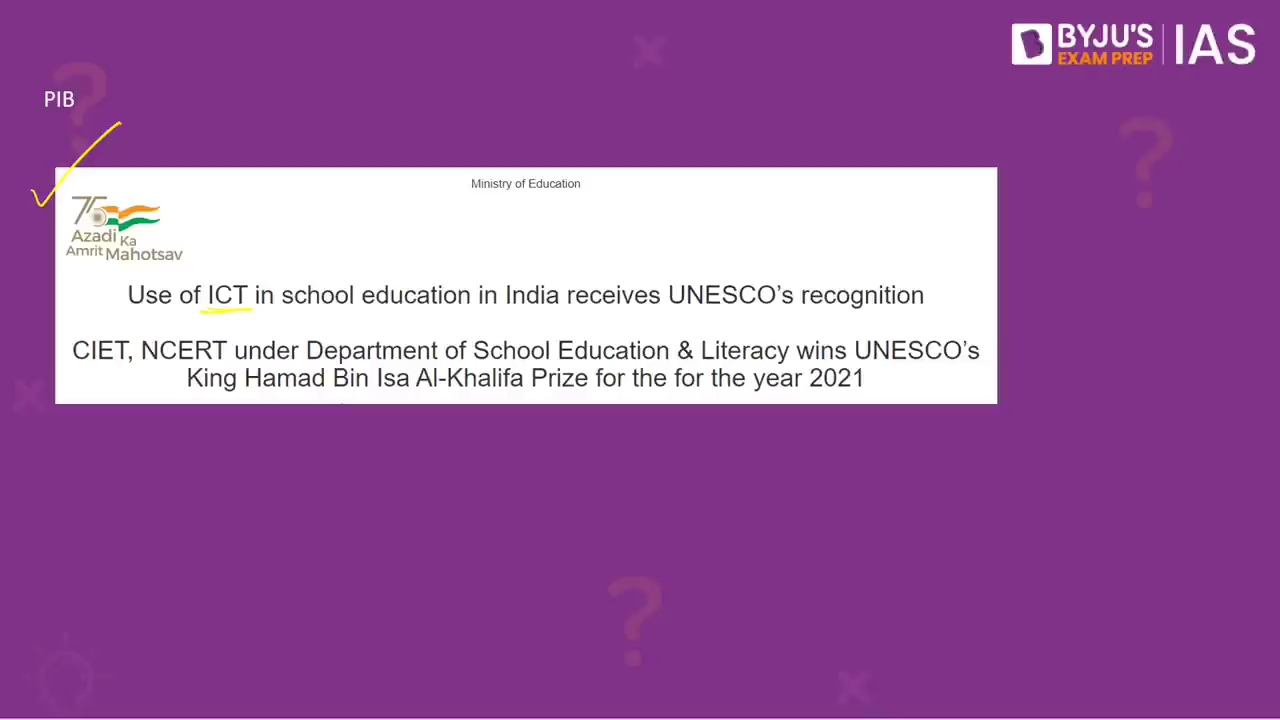 BYJU'S
EXAM PREP
IAS
PIB
Ministry of Education
75
Azadi Ka
Amrit Mahotsav
Use of ICT in school education in India receives UNESCO's recognition
CIET, NCERT under Department of School Education & Literacy wins UNESCO's
King Hamad Bin Isa Al-Khalifa Prize for the for the year 2021